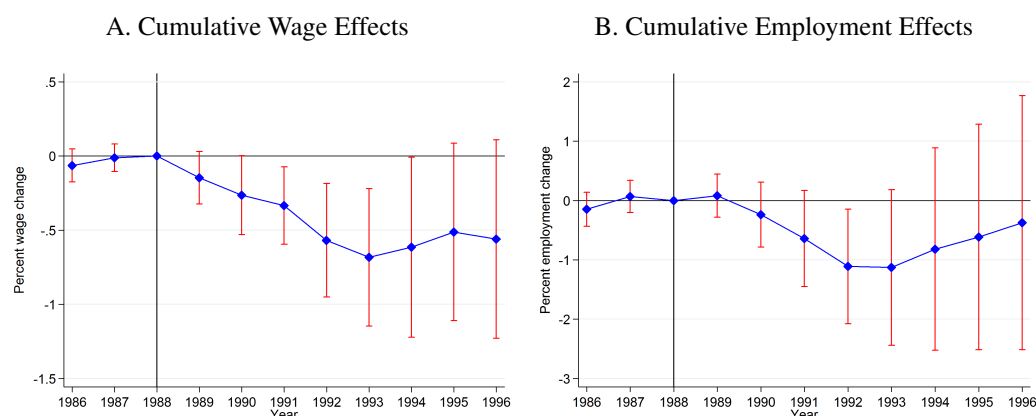 A. Cumulative Wage Effects
.5
0
-.5
-1
-1.5
Percent wage change
1986 1987 1988 1989 1990 1991 1992 1993 1994 1995 1996
Year
B. Cumulative Employment Effects
2
1
0
-1
-2
-3
Percent employment change
1986 1987 1988 1989 1990 1991 1992 1993 1994 1995 1996
Year